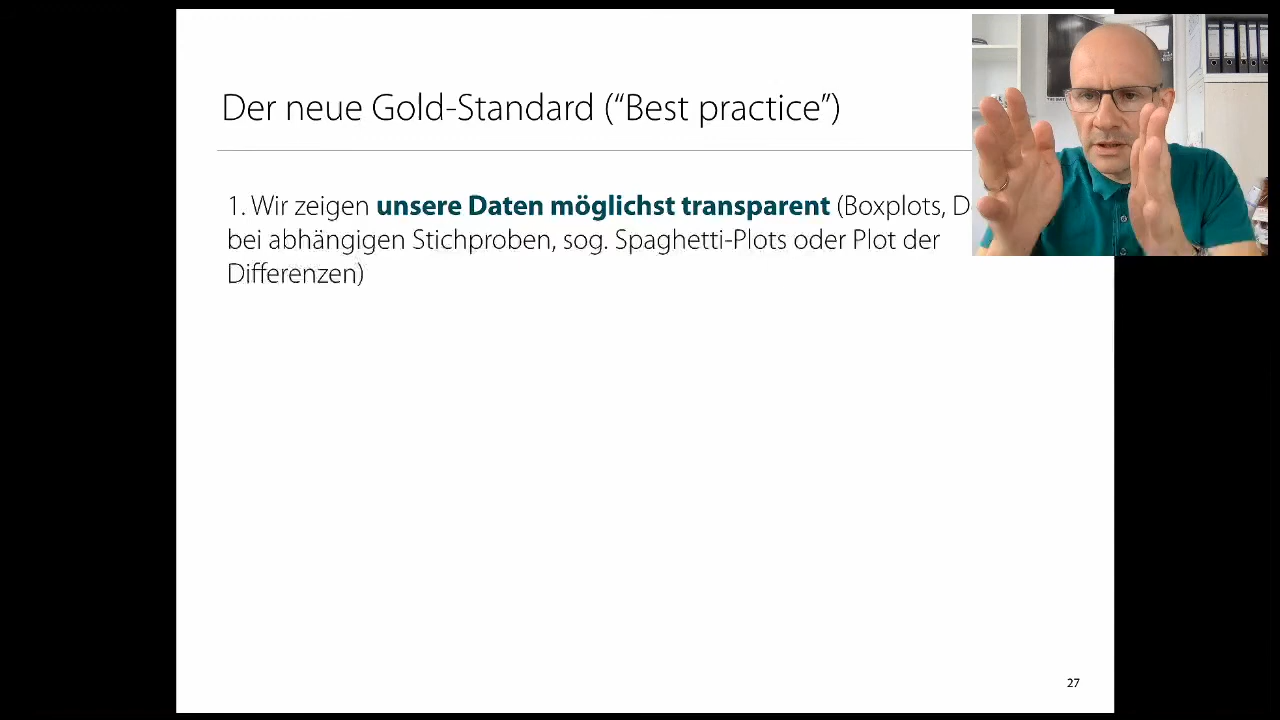 Der neue Gold-Standard (“Best practice”)
1. Wir zeigen unsere Daten möglichst transparent (Boxplots,
bei abhängigen Stichproben, sog. Spaghetti-Plots oder Plot der
Differenzen)
27